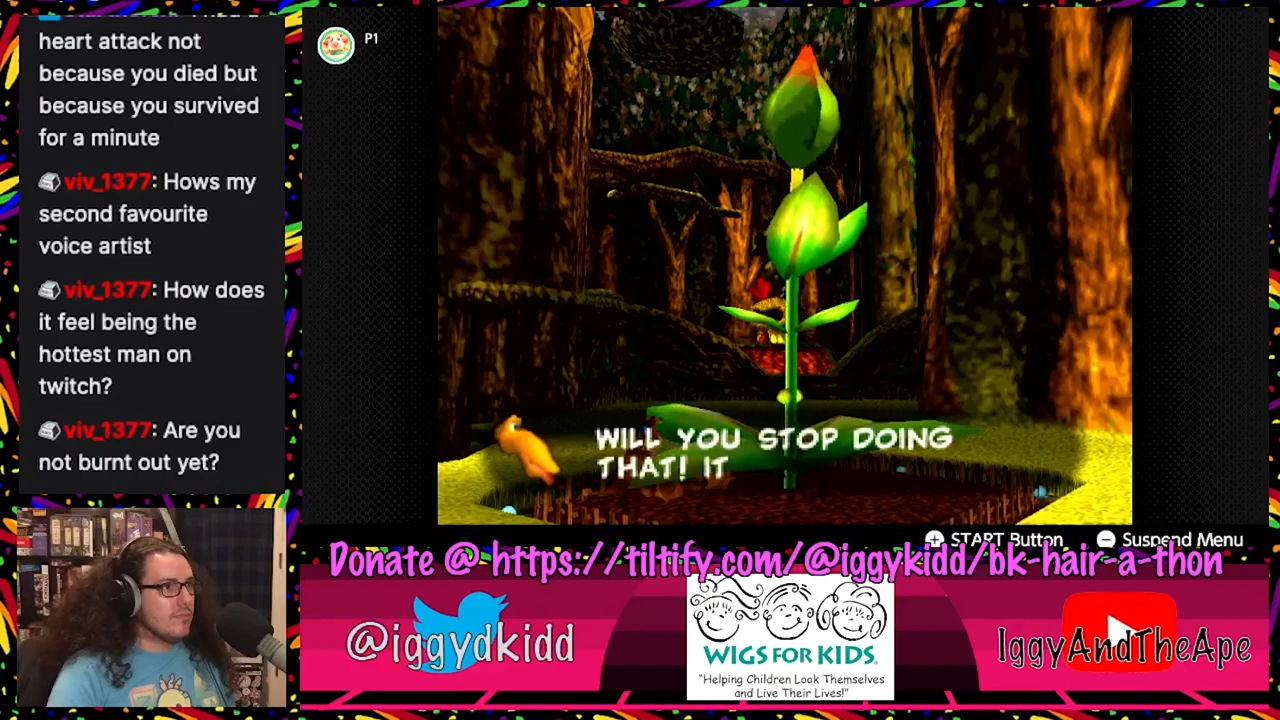 heart attack not
because you died but
because you survived
for a minute
viv_1377: Hows my
second favourite
voice artist
viv_1377: How does
it feel being the
hottest man on
twitch?
viv_1377: Are you
not burnt out yet?
P1
WILL YOU STOP DOING
THAT! IT
START Button
Suspend Menu
Donate @ https://tiltify.com/@iggykidd/bk-hair-a-thon
@iggydkidd
WIGS FOR KIDS.
"Helping Children Look Themselves
and Live Their Lives!"
IggyAndTheApe